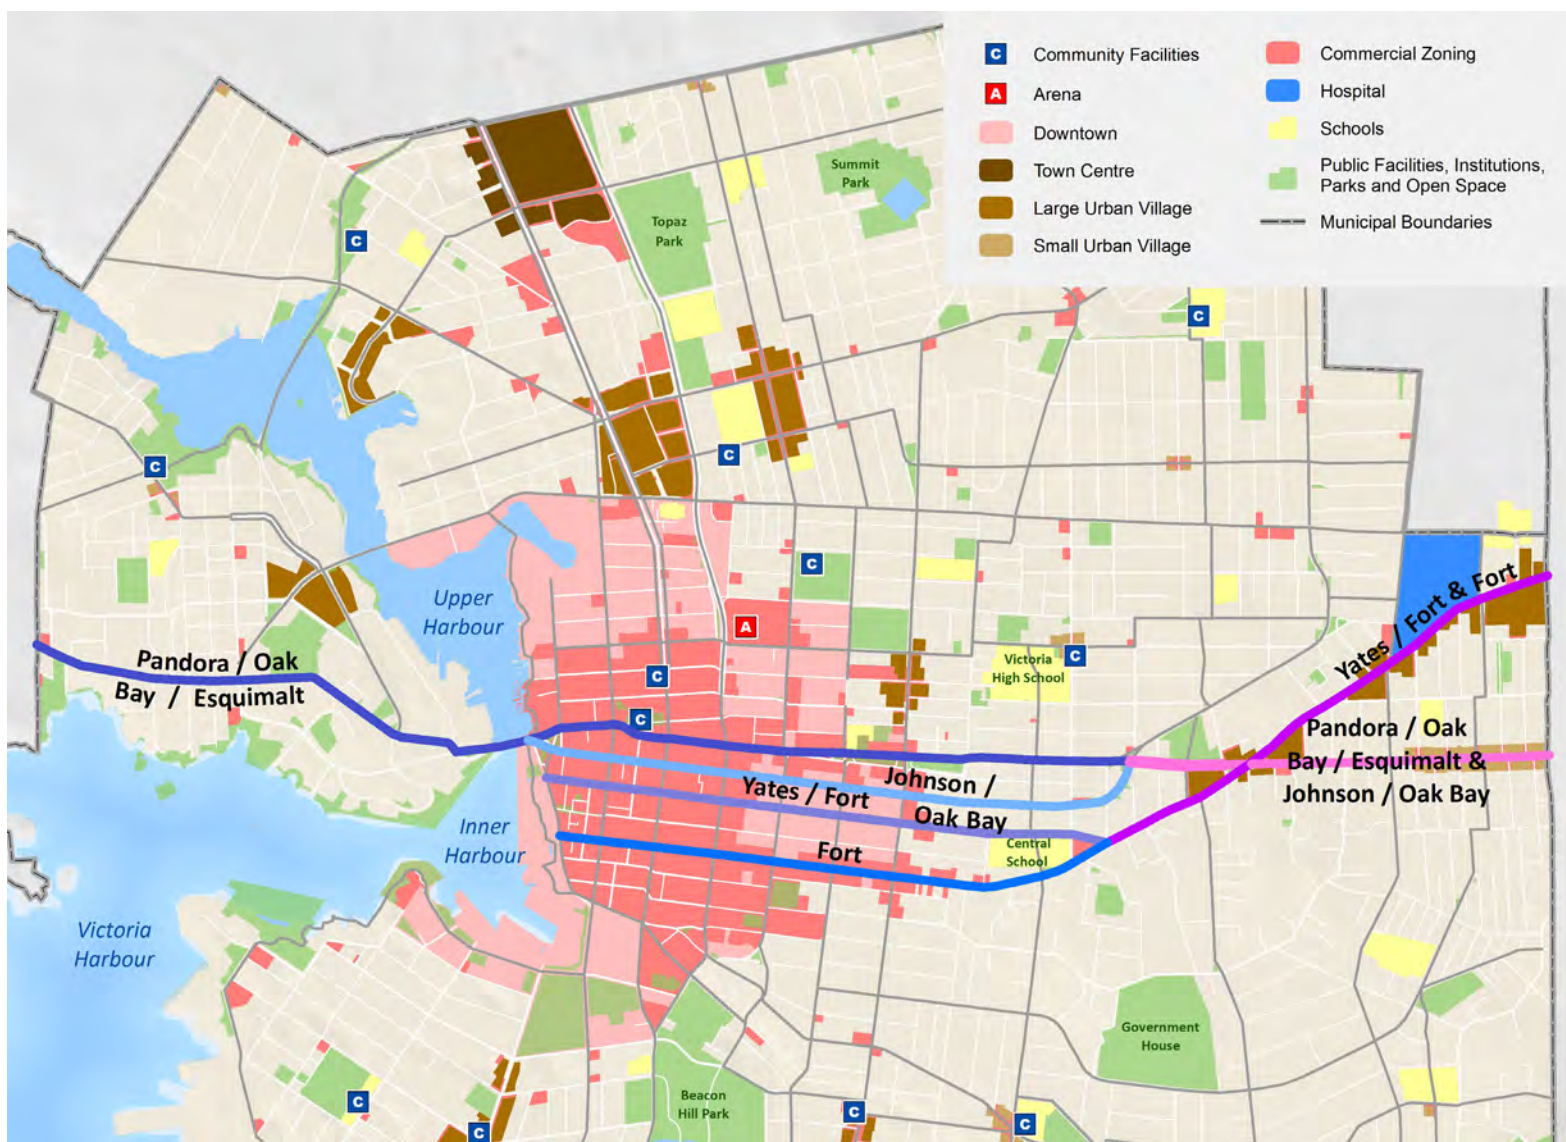 C Community Facilities
A Arena
Downtown
Town Centre
Large Urban Village
Small Urban Village
Commercial Zoning
Hospital
Schools
Public Facilities, Institutions,
Parks and Open Space
Municipal Boundaries
Summit
Park
Topaz
Park
C
C
C
C
C
Upper
Harbour
A
Victoria
High School
C
C
C
Pandora / Oak
Bay / Esquimalt
Yates / Fort & Fort
Pandora / Oak
Bay / Esquimalt &
Johnson / Oak Bay
Johnson /
Oak Bay
Yates / Fort
Fort
Central
School
Inner
Harbour
Victoria
Harbour
Government
House
Beacon
Hill Park
C
C
C
C